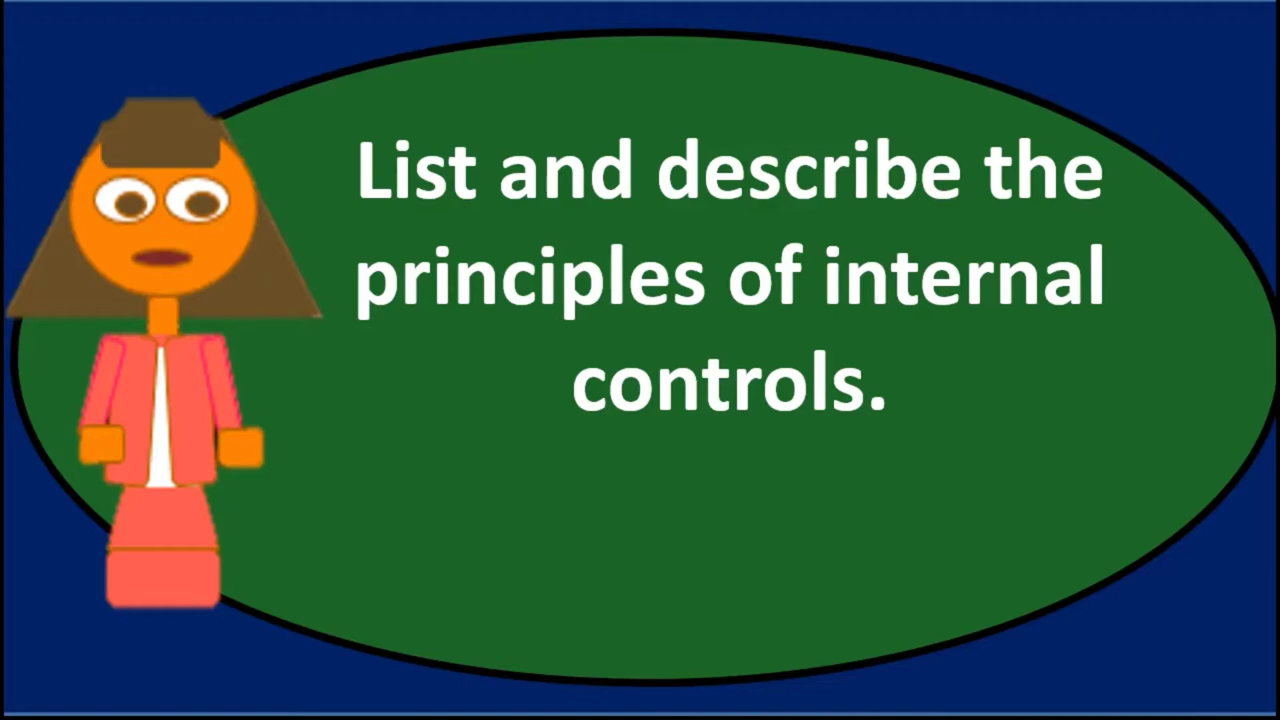 List and describe the
principles of internal
controls.